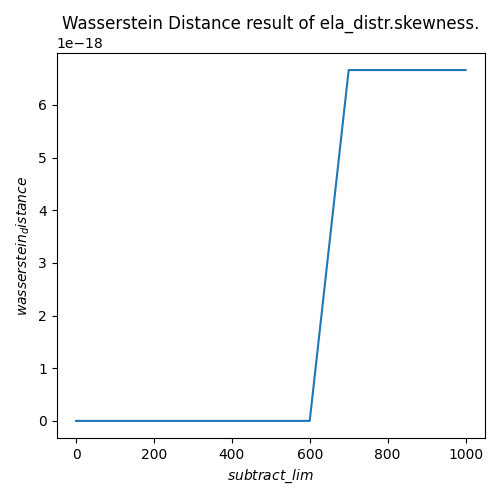 Wasserstein Distance result of ela_distr.skewness.
1e−18
6
5
4
3
2
1
0
wasserstein_distance
0 200 400 600 800 1000
subtract_lim